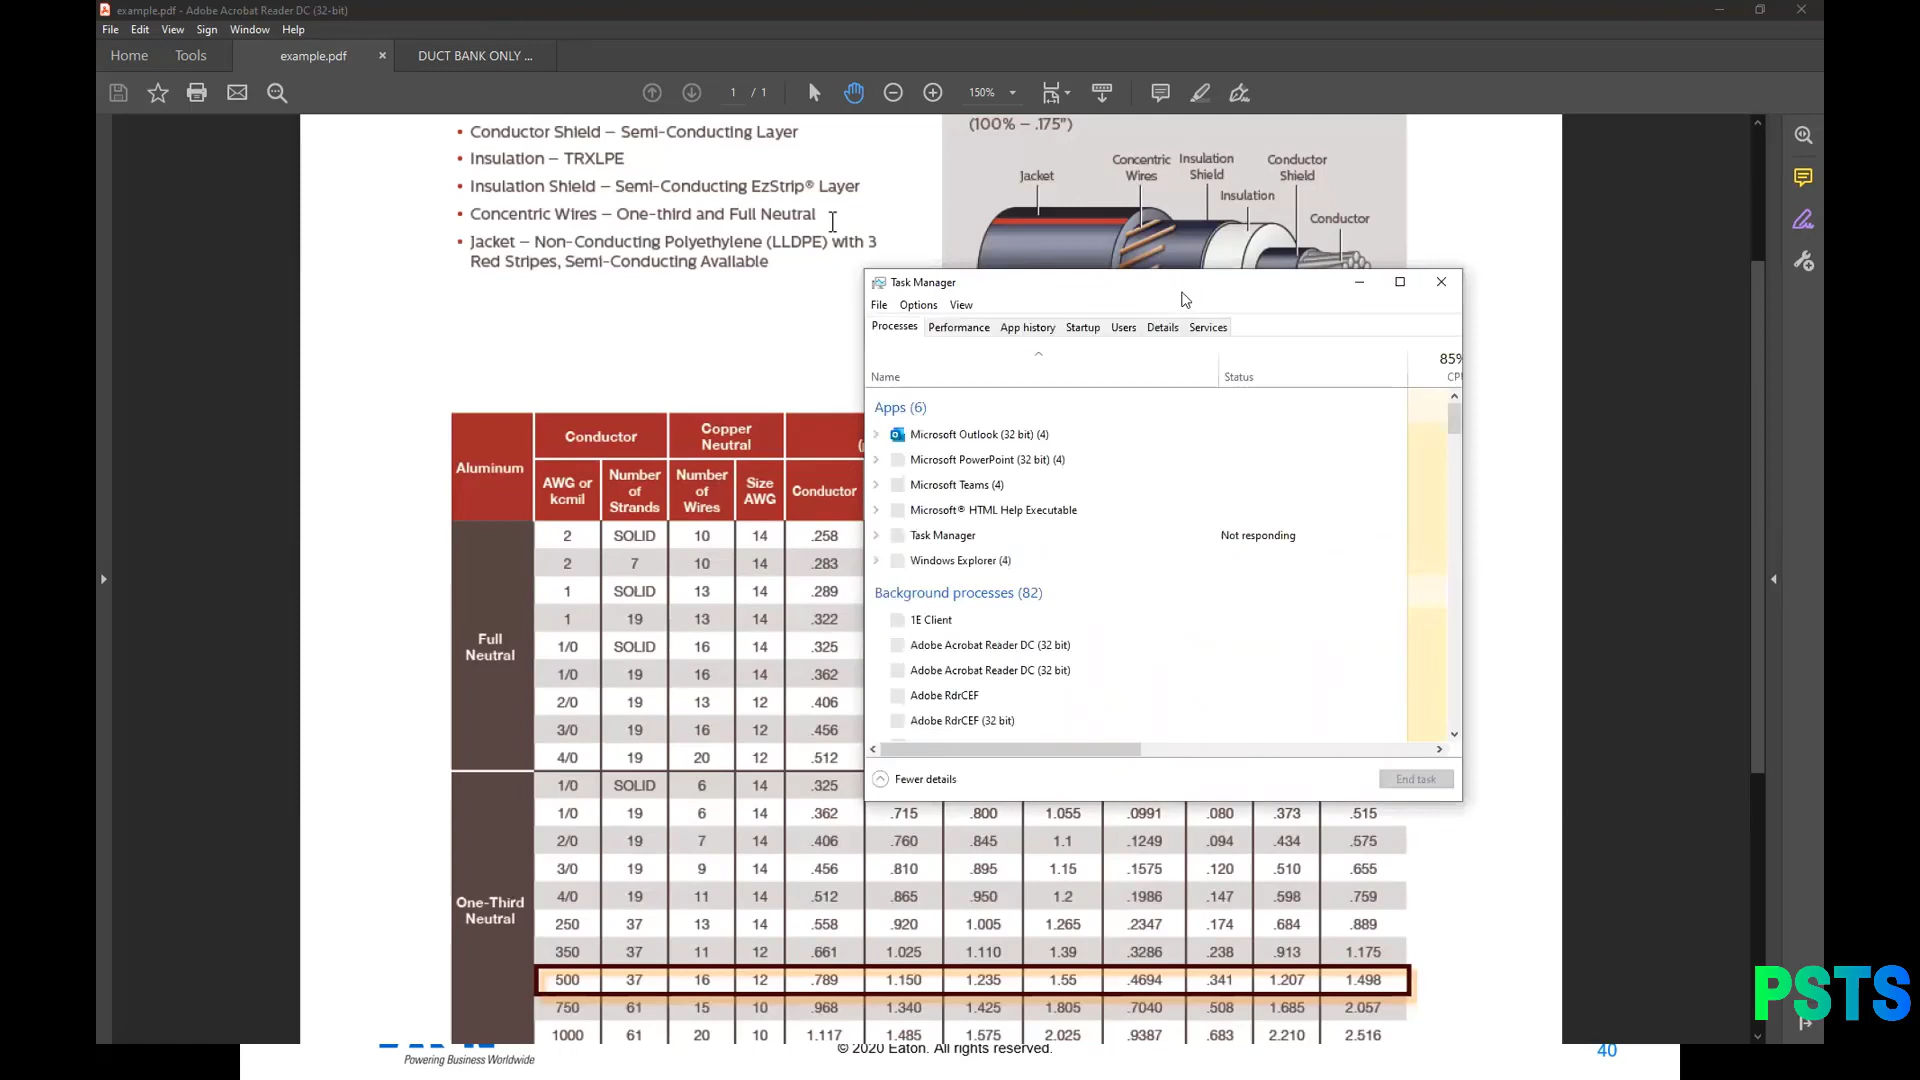 example.pdf - Adobe Acrobat Reader DC (32-bit)
File Edit View Sign Window Help
Home Tools example.pdf × DUCT BANK ONLY ...
1 / 1 150%
Conductor Shield – Semi-Conducting Layer
Insulation – TRXLPE
Insulation Shield – Semi-Conducting EzStrip® Layer
Concentric Wires – One-third and Full Neutral
Jacket – Non-Conducting Polyethylene (LLDPE) with 3
Red Stripes, Semi-Conducting Available
(100% – .175")
Jacket
Concentric
Wires
Insulation
Shield
Insulation
Conductor
Shield
Conductor
Task Manager
File Options View
Processes Performance App history Startup Users Details Services
85%
Name Status
Apps (6)
Microsoft Outlook (32 bit) (4)
Microsoft PowerPoint (32 bit) (4)
Microsoft Teams (4)
Microsoft® HTML Help Executable
Task Manager Not responding
Windows Explorer (4)
Background processes (82)
1E Client
Adobe Acrobat Reader DC (32 bit)
Adobe Acrobat Reader DC (32 bit)
Adobe RdrCEF
Adobe RdrCEF (32 bit)
Fewer details End task
Aluminum
Conductor
Copper
Neutral
AWG or
kcmil
Number
of
Strands
Number
of
Wires
Size
AWG
Conductor
Full
Neutral
2 SOLID 10 14 .258
2 7 10 14 .283
1 SOLID 13 14 .289
1 19 13 14 .322
1/0 SOLID 16 14 .325
1/0 19 16 14 .362
2/0 19 13 12 .406
3/0 19 16 12 .456
4/0 19 20 12 .512
One-Third
Neutral
1/0 SOLID 6 14 .325
1/0 19 6 14 .362 .715 .800 1.055 .0991 .080 .373 .515
2/0 19 7 14 .406 .760 .845 1.1 .1249 .094 .434 .575
3/0 19 9 14 .456 .810 .895 1.15 .1575 .120 .510 .655
4/0 19 11 14 .512 .865 .950 1.2 .1986 .147 .598 .759
250 37 13 14 .558 .920 1.005 1.265 .2347 .174 .684 .889
350 37 11 12 .661 1.025 1.110 1.39 .3286 .238 .913 1.175
500 37 16 12 .789 1.150 1.235 1.55 .4694 .341 1.207 1.498
750 61 15 10 .968 1.340 1.425 1.805 .7040 .508 1.685 2.057
1000 61 20 10 1.117 1.485 1.575 2.025 .9387 .683 2.210 2.516
PSTS
Powering Business Worldwide
© 2020 Eaton. All rights reserved.
40